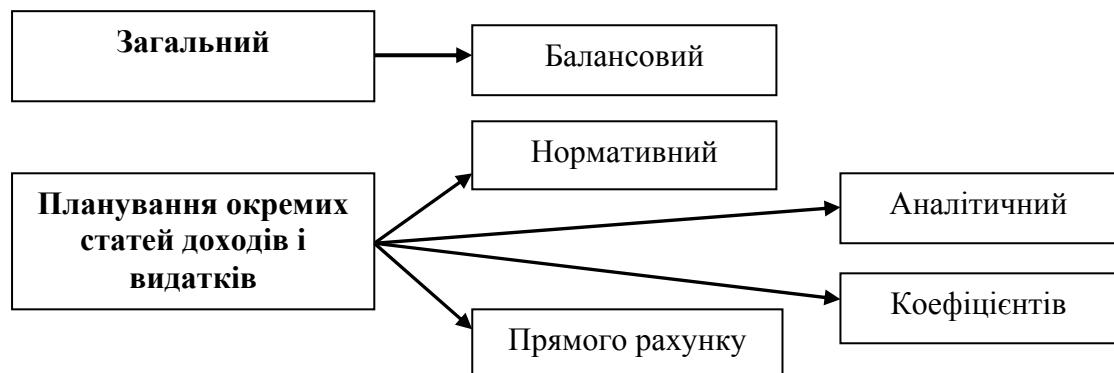 Загальний
Балансовий
Нормативний
Планування окремих
статей доходів і
видатків
Аналітичний
Коефіцієнтів
Прямого рахунку